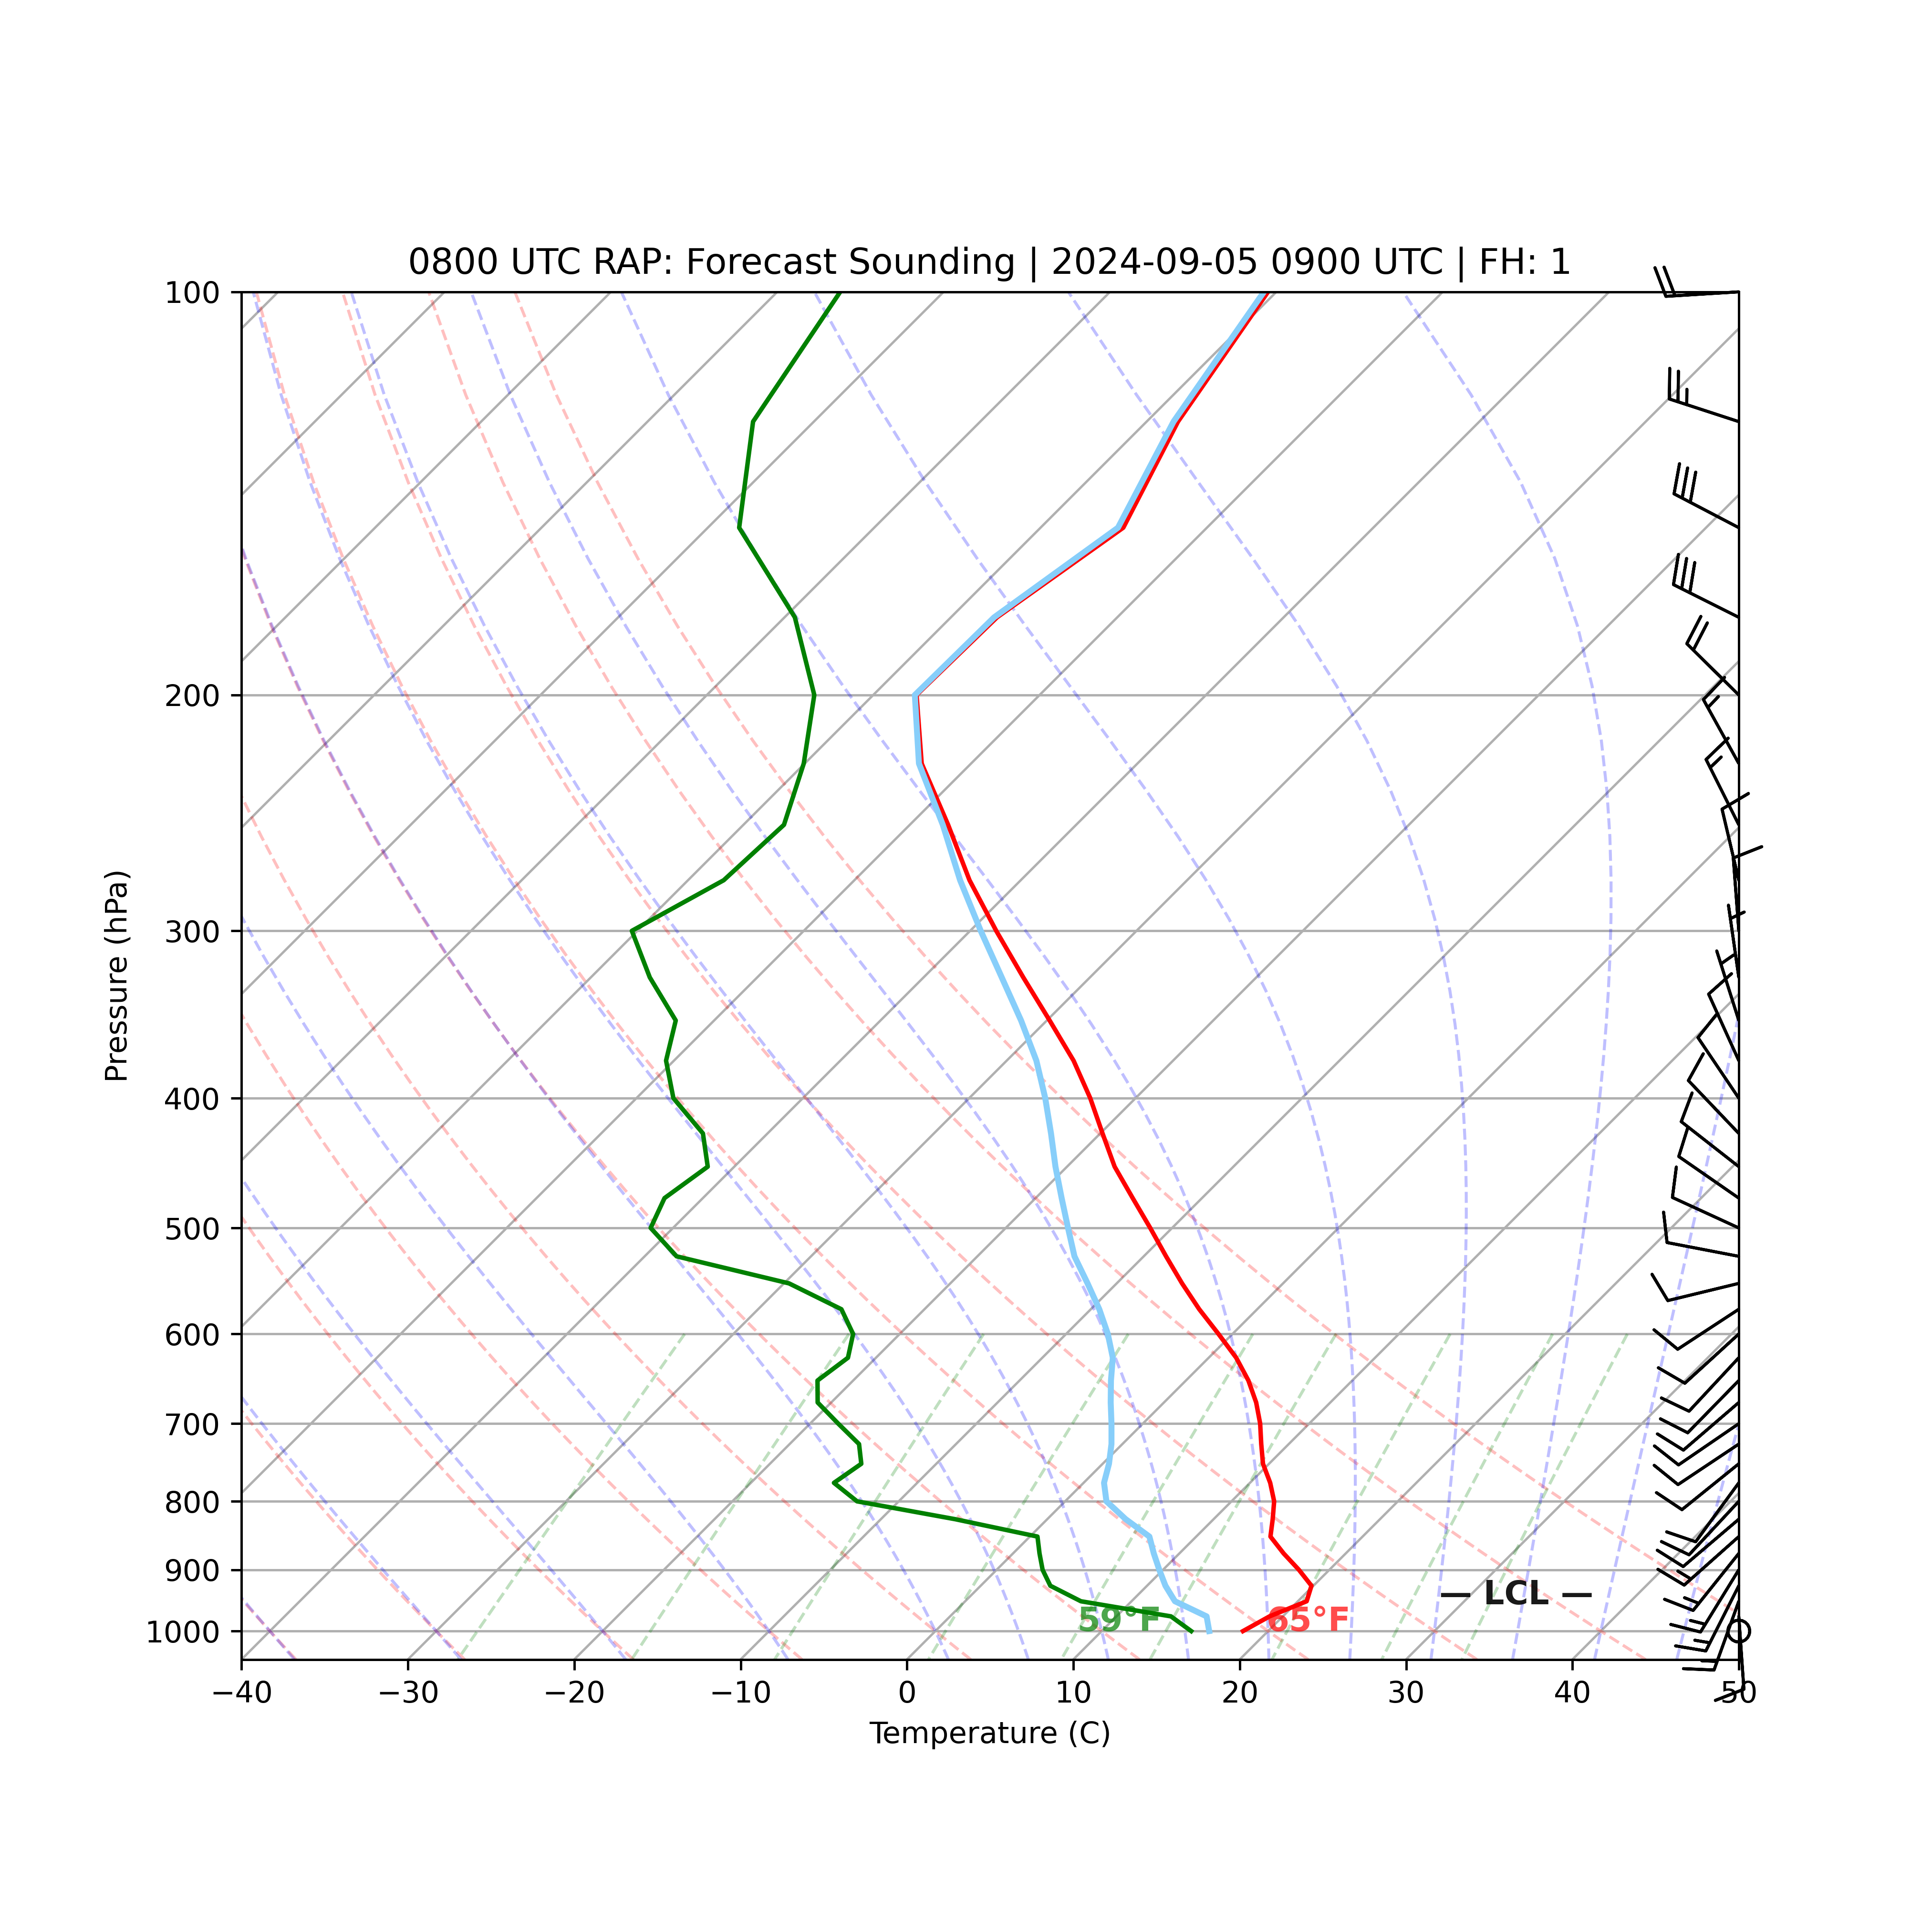 0800 UTC RAP: Forecast Sounding | 2024-09-05 0900 UTC | FH: 1
100
200
300
400
500
600
700
800
900
1000
Pressure (hPa)
— LCL —
59°F
65°F
−40 −30 −20 −10 0 10 20 30 40 50
Temperature (C)